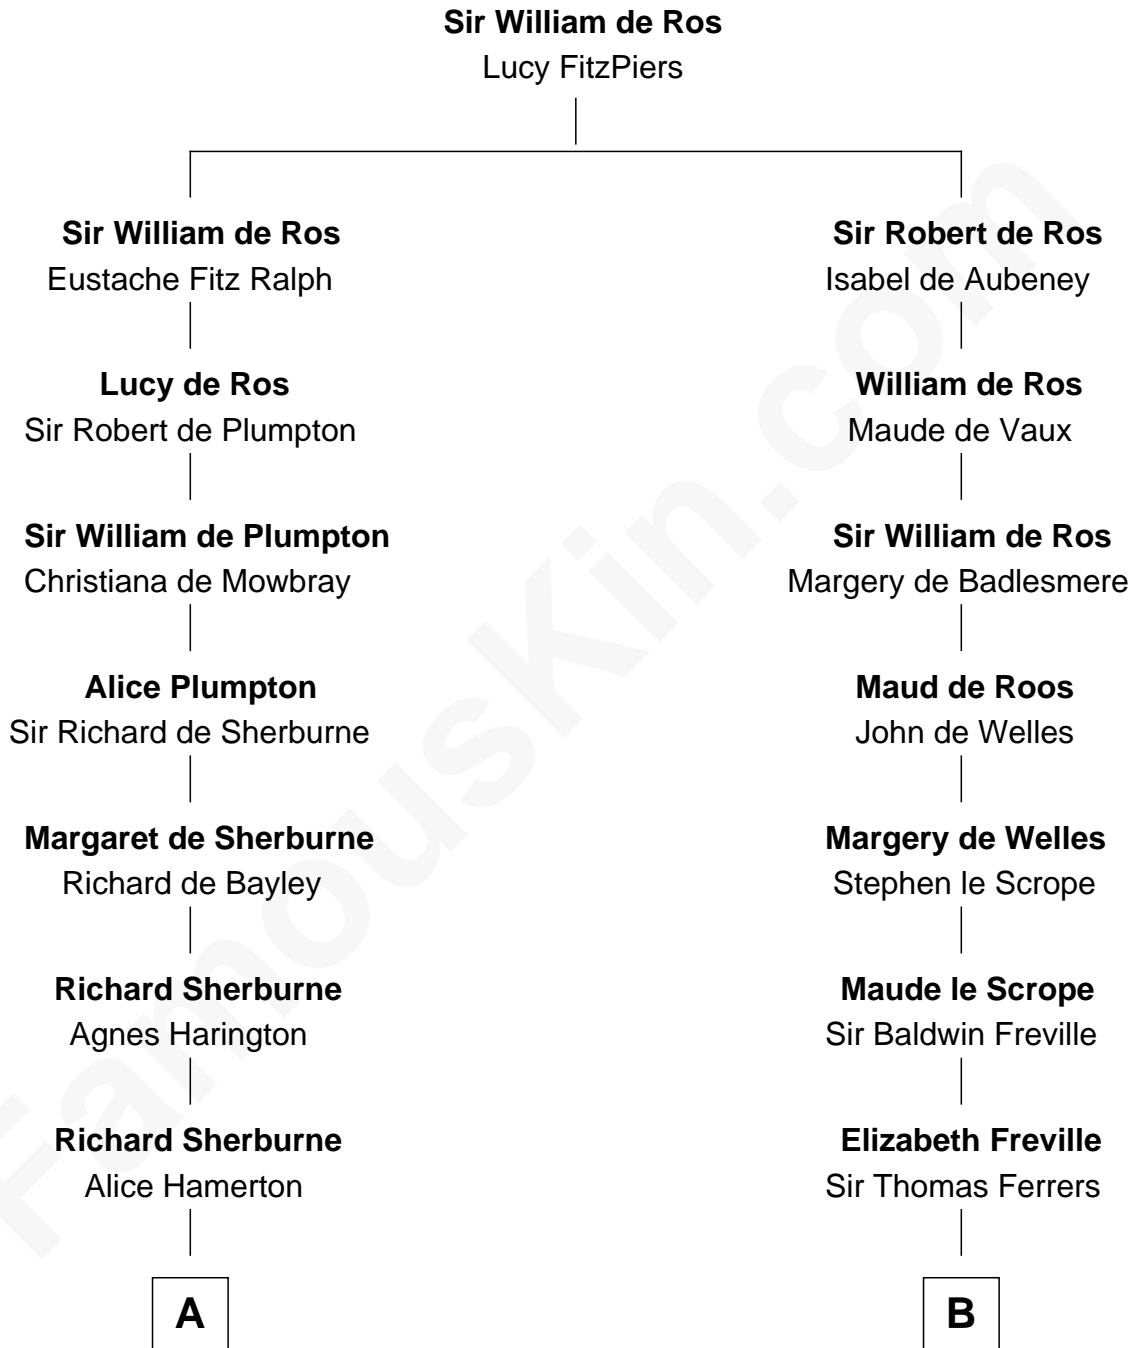 Sir William de Ros
Lucy FitzPiers
Sir William de Ros
Eustache Fitz Ralph
Lucy de Ros
Sir Robert de Plumpton
Sir William de Plumpton
Christiana de Mowbray
Alice Plumpton
Sir Richard de Sherburne
Margaret de Sherburne
Richard de Bayley
Richard Sherburne
Agnes Harington
Richard Sherburne
Alice Hamerton
A
Sir Robert de Ros
Isabel de Aubeney
William de Ros
Maude de Vaux
Sir William de Ros
Margery de Badlesmere
Maud de Roos
John de Welles
Margery de Welles
Stephen le Scrope
Maude le Scrope
Sir Baldwin Freville
Elizabeth Freville
Sir Thomas Ferrers
B
FamousKin.com